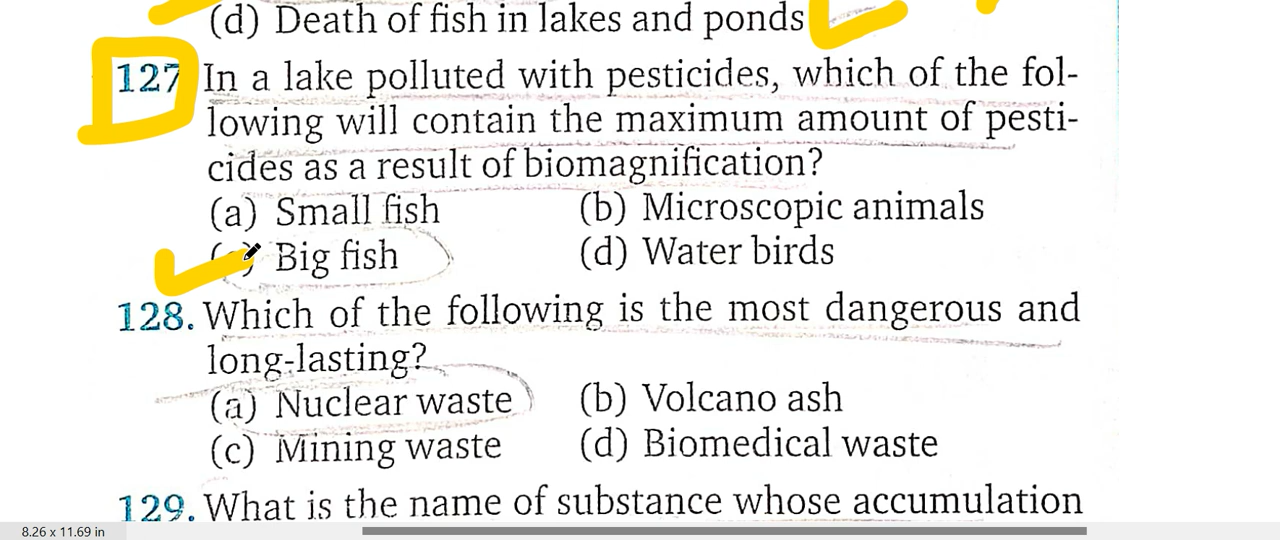 (d) Death of fish in lakes and ponds
127 In a lake polluted with pesticides, which of the fol-
lowing will contain the maximum amount of pesti-
cides as a result of biomagnification?
(a) Small fish (b) Microscopic animals
Big fish (d) Water birds
128. Which of the following is the most dangerous and
long-lasting?
(a) Nuclear waste (b) Volcano ash
(c) Mining waste (d) Biomedical waste
129. What is the name of substance whose accumulation
8.26 x 11.69 in